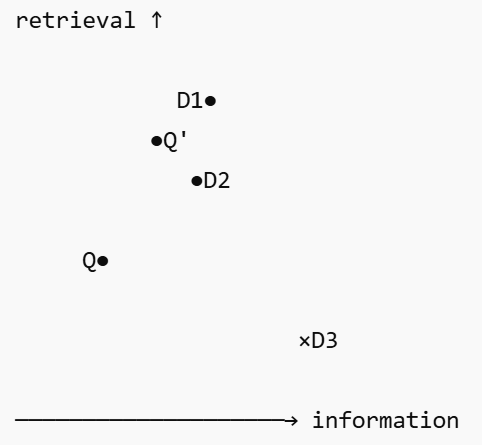 retrieval ↑
D1●
●Q'
●D2
Q●
×D3
────────────────────→ information